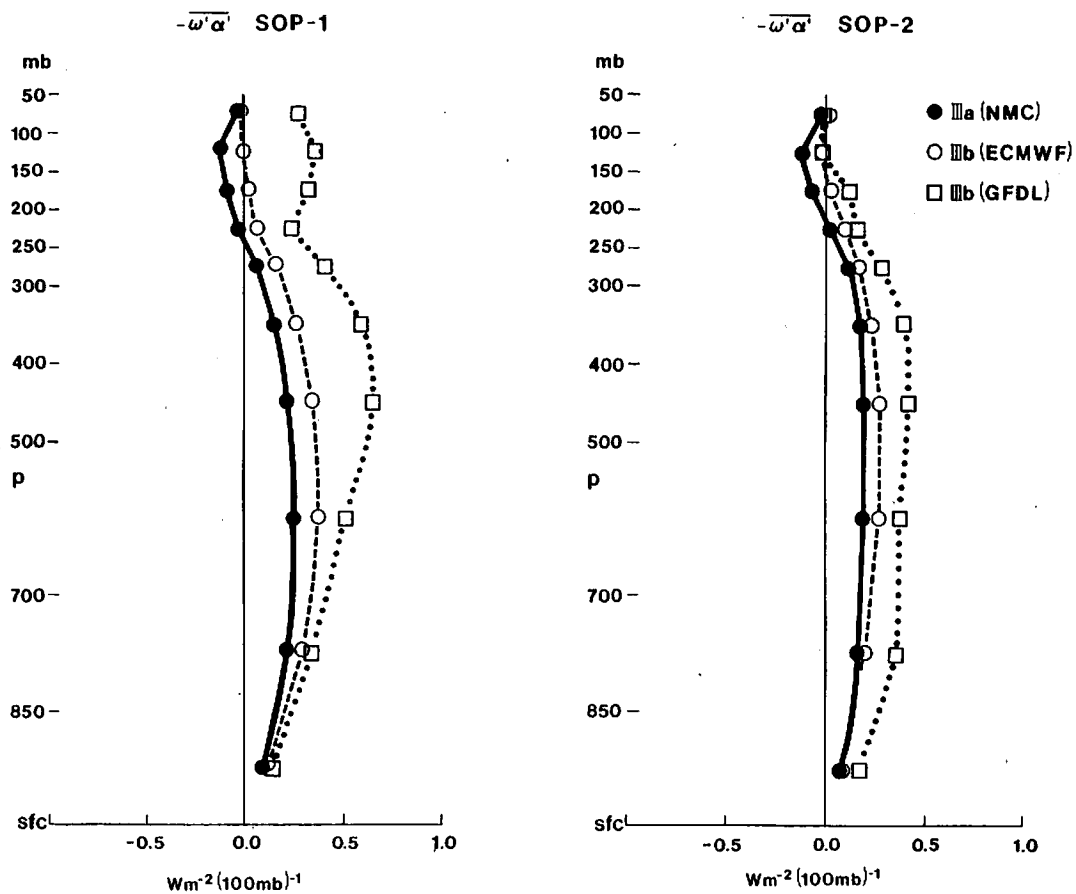 -ω'α' SOP-1
mb
50
100
150
200
250
300
400
500
p
700
850
sfc
-0.5 0.0 0.5 1.0
Wm⁻²(100mb)⁻¹
-ω'α' SOP-2
mb
50
100
150
200
250
300
400
500
p
700
850
sfc
-0.5 0.0 0.5 1.0
Wm⁻²(100mb)⁻¹
IIIa (NMC)
IIIb (ECMWF)
IIIb (GFDL)